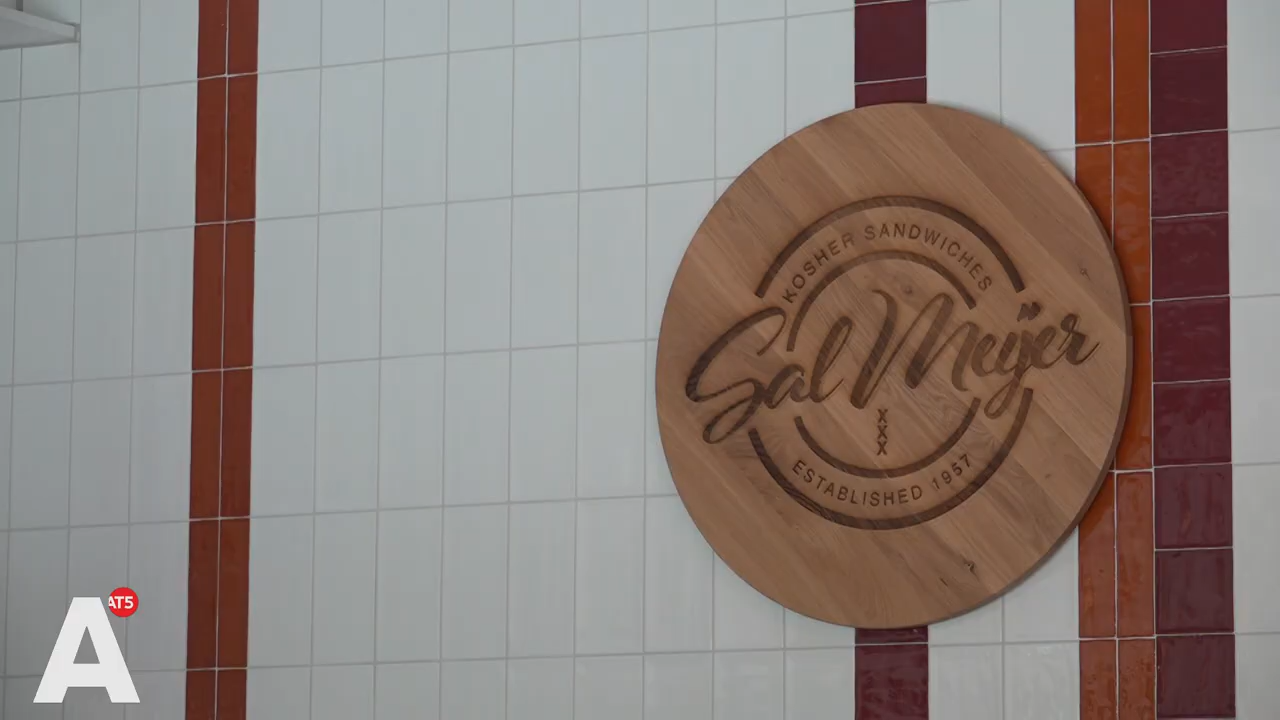 KOSHER SANDWICHES
Sal Meijer
X
X
X
ESTABLISHED 1957
A
AT5